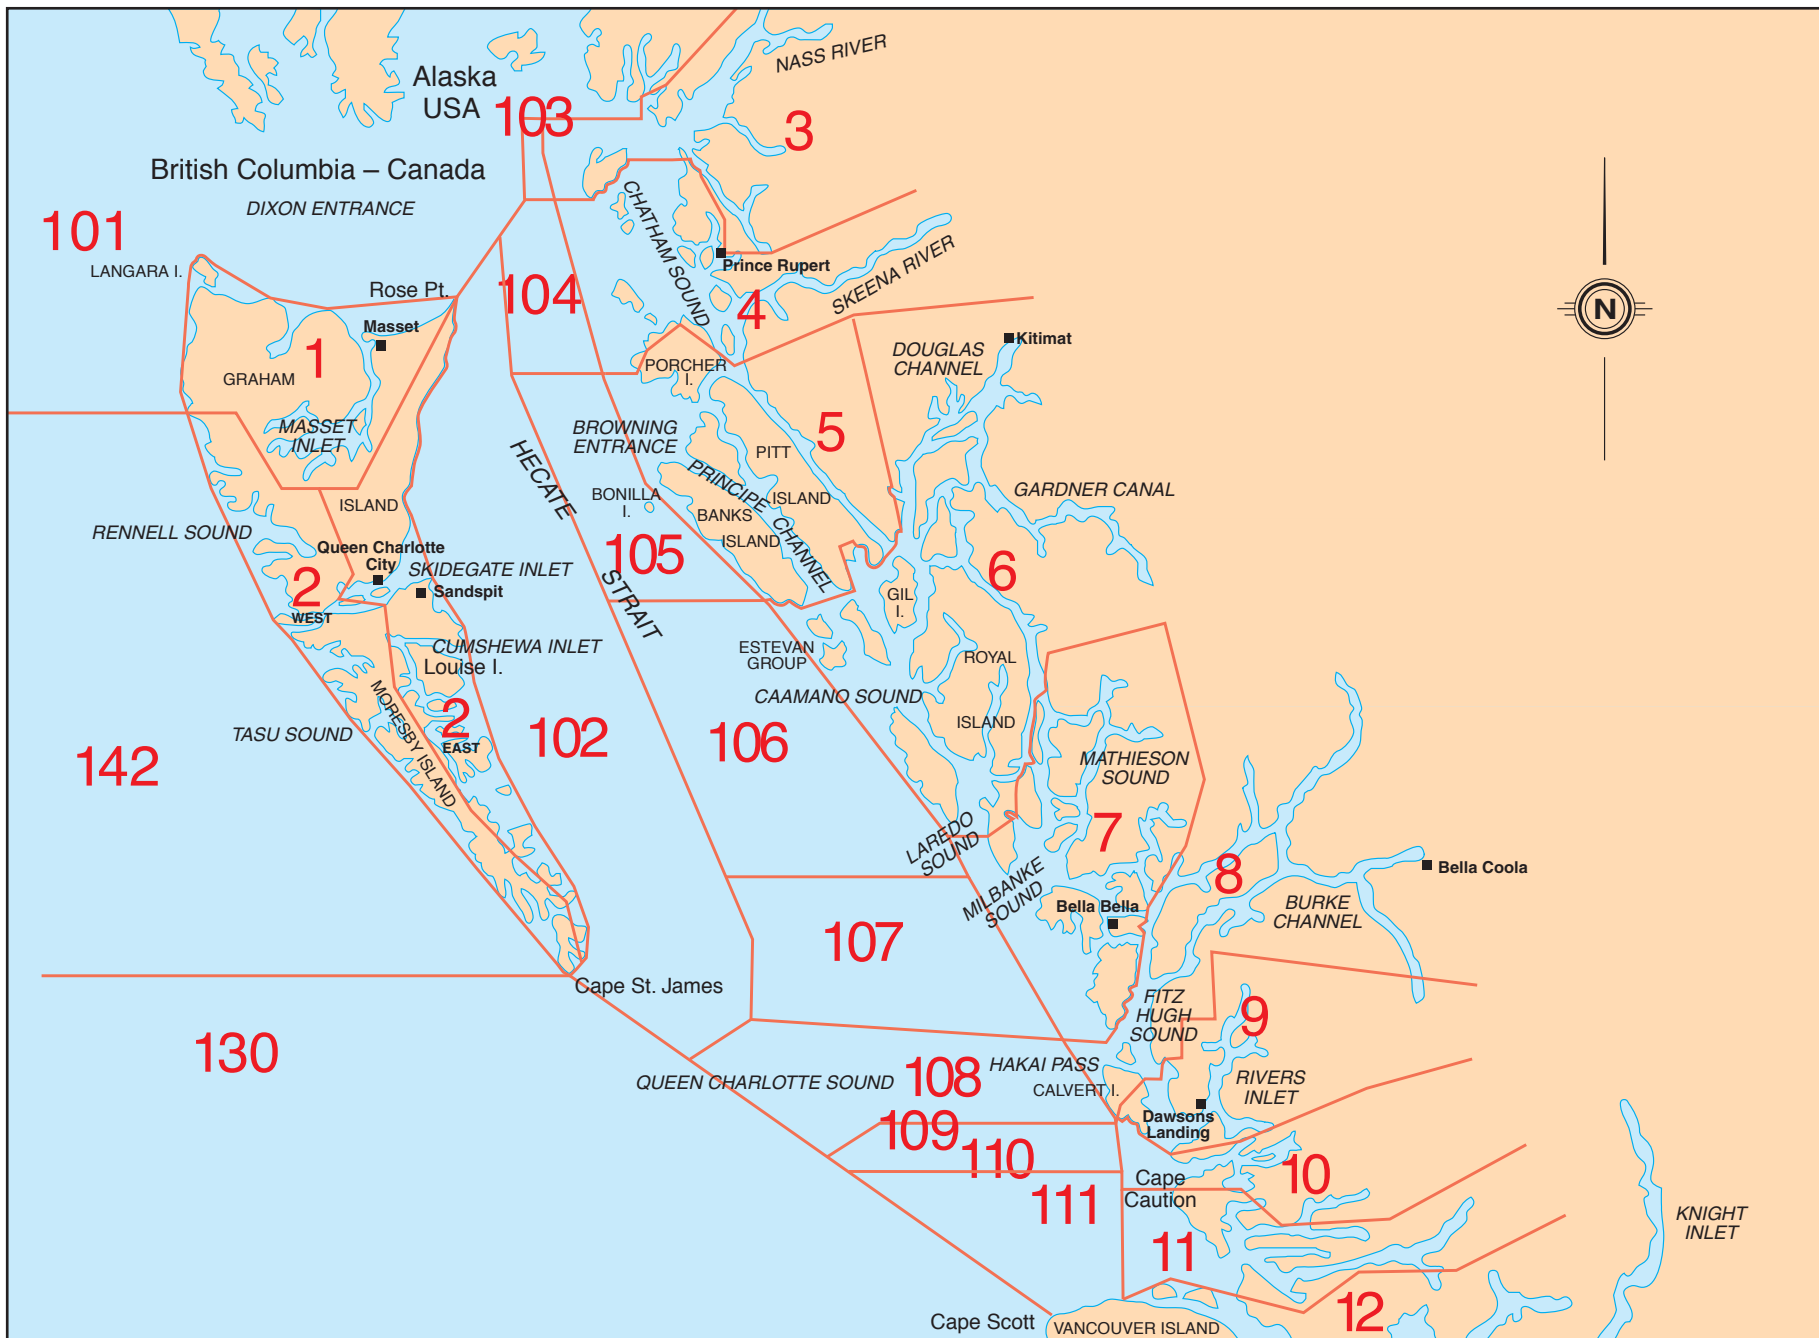 NASS RIVER
Alaska
USA
103
3
British Columbia – Canada
DIXON ENTRANCE
101
LANGARA I.
CHATHAM SOUND
Prince Rupert
SKEENA RIVER
Rose Pt.
104
4
Masset
1
GRAHAM
PORCHER
I.
DOUGLAS
CHANNEL
Kitimat
N
MASSET
INLET
BROWNING
ENTRANCE
5
PITT
ISLAND
HECATE
STRAIT
PRINCIPE CHANNEL
BONILLA
I.
BANKS
ISLAND
GARDNER CANAL
ISLAND
RENNELL SOUND
Queen Charlotte
City
SKIDEGATE INLET
Sandspit
105
6
2
WEST
GIL
I.
CUMSHEWA INLET
Louise I.
ESTEVAN
GROUP
ROYAL
ISLAND
CAAMANO SOUND
MORESBY ISLAND
2
EAST
TASU SOUND
102
106
142
MATHIESON
SOUND
7
LAREDO
SOUND
MILBANKE
SOUND
8
Bella Coola
Bella Bella
BURKE
CHANNEL
107
Cape St. James
FITZ
HUGH
SOUND
9
130
QUEEN CHARLOTTE SOUND
108
HAKAI PASS
CALVERT I.
RIVERS
INLET
Dawsons
Landing
109
110
Cape
Caution
10
111
11
KNIGHT
INLET
12
Cape Scott
VANCOUVER ISLAND